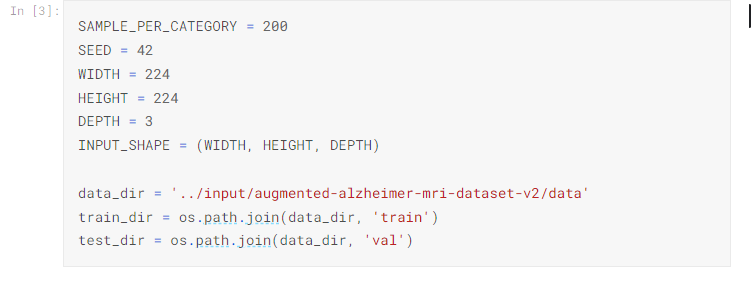 In [3]:
SAMPLE_PER_CATEGORY = 200
SEED = 42
WIDTH = 224
HEIGHT = 224
DEPTH = 3
INPUT_SHAPE = (WIDTH, HEIGHT, DEPTH)
data_dir = '../input/augmented-alzheimer-mri-dataset-v2/data'
train_dir = os.path.join(data_dir, 'train')
test_dir = os.path.join(data_dir, 'val')